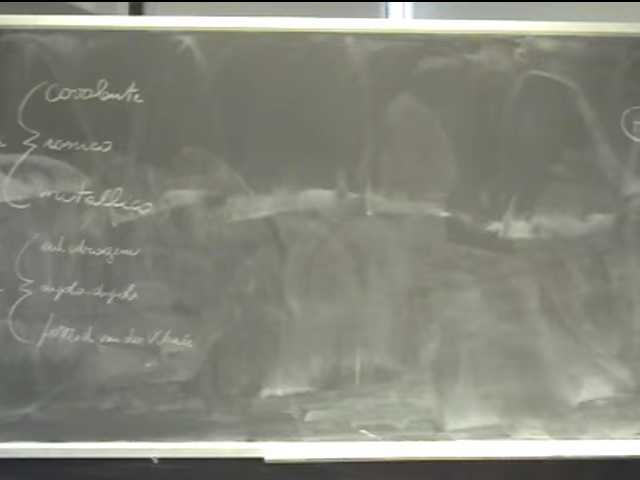 covalente
ionico
metallico
ad idrogeno
dipolo-dipolo
forze di van der Waals